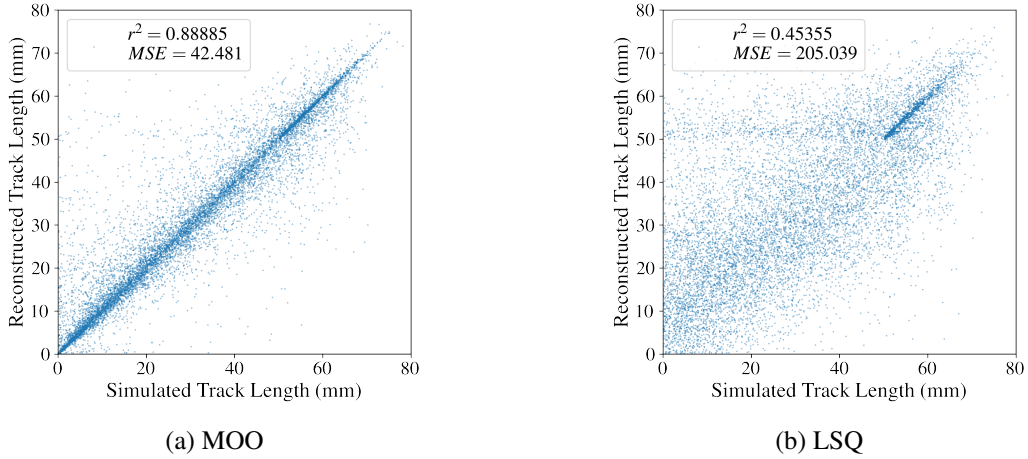 r² = 0.88885
MSE = 42.481
80
70
60
50
40
30
20
10
0
Reconstructed Track Length (mm)
0 20 40 60 80
Simulated Track Length (mm)
(a) MOO
r² = 0.45355
MSE = 205.039
80
70
60
50
40
30
20
10
0
Reconstructed Track Length (mm)
0 20 40 60 80
Simulated Track Length (mm)
(b) LSQ